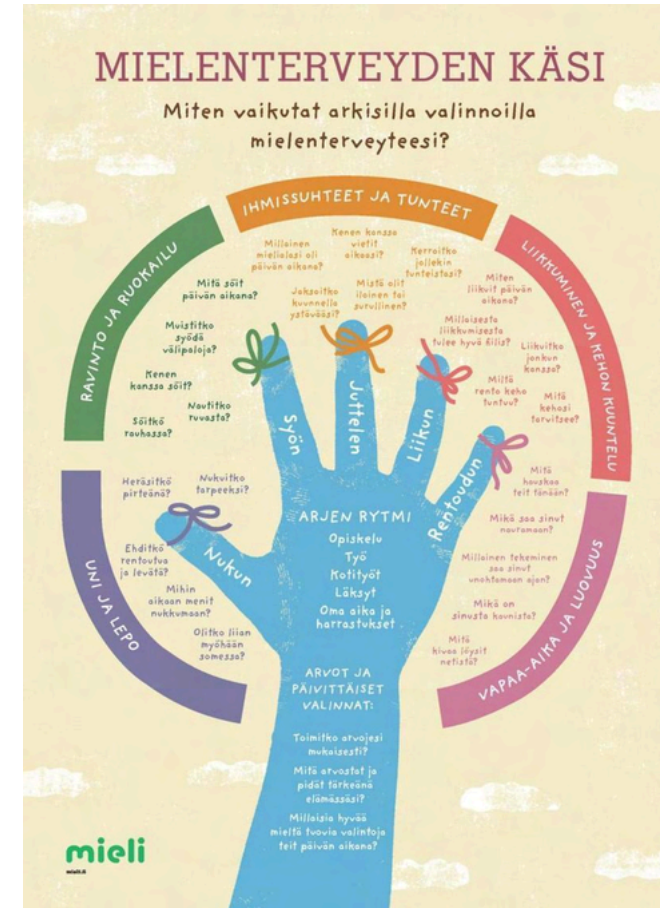 MIELENTERVEYDEN KÄSI
Miten vaikutat arkisilla valinnoilla
mielenterveyteesi?
UNI JA LEPO
Heräsitkö
pirteänä?
Nukuitko
tarpeeksi?
Ehditkö
rentoutua
ja levätä?
Mihin
aikaan menit
nukkumaan?
Olitko liian
myöhään
somessa?
RAVINTO JA RUOKAILU
Mitä söit
päivän aikana?
Muistitko
syödä
välipaloja?
Kenen
kanssa söit?
Nautitko
ruoasta?
Söitkö
rauhassa?
IHMISSUHTEET JA TUNTEET
Millainen
mielialasi oli
päivän aikana?
Kenen kanssa
vietit
aikaasi?
Kerroitko
jollekin
tunteistasi?
Jaksoitko
kuunnella
ystävääsi?
Mistä olit
iloinen tai
surullinen?
LIIKKUMINEN JA KEHON KUUNTELU
Miten
liikuit päivän
aikana?
Millaisesta
liikkumisesta
tulee hyvä fiilis?
Liikuitko
jonkun
kanssa?
Miltä
rento keho
tuntuu?
Mitä
kehosi
tarvitsee?
VAPAA-AIKA JA LUOVUUS
Mitä
hauskaa
teit tänään?
Mikä saa sinut
nauramaan?
Millainen tekeminen
saa sinut
unohtamaan ajan?
Mikä on
sinusta kaunista?
Mitä
kivaa löysit
netistä?
Nukun
Syön
Juttelen
Liikun
Rentoudun
ARJEN RYTMI
Opiskelu
Työ
Kotityöt
Läksyt
Oma aika ja
harrastukset
ARVOT JA
PÄIVITTÄISET
VALINNAT:
Toimitko arvojesi
mukaisesti?
Mitä arvostat ja
pidät tärkeänä
elämässäsi?
Millaisia hyvää
mieltä tuovia valintoja
teit päivän aikana?
mieli
mieli.fi